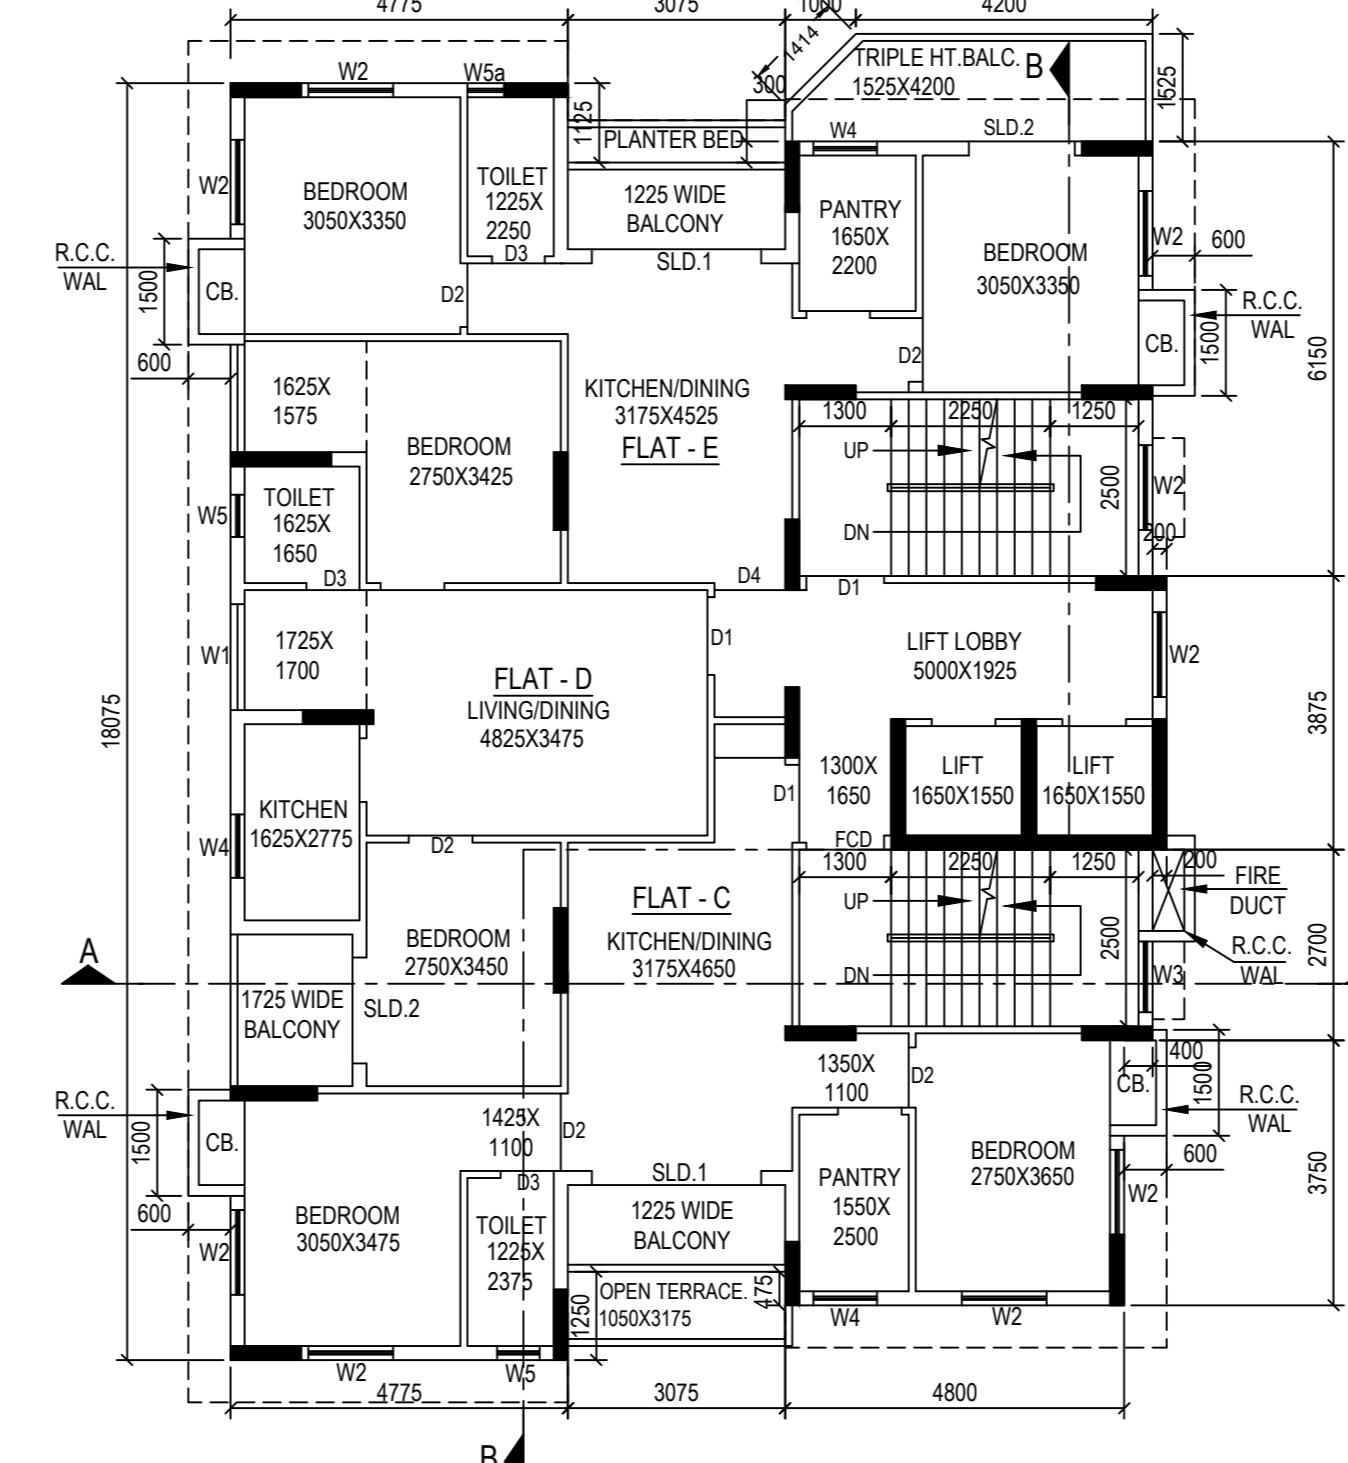 4775
3075
1000
4200
1414
TRIPLE HT.BALC.
1525X4200
B
300
1525
W2
W5a
1125
PLANTER BED
W4
SLD.2
W2
BEDROOM
3050X3350
TOILET
1225X
2250
D3
1225 WIDE
BALCONY
SLD.1
PANTRY
1650X
2200
BEDROOM
3050X3350
W2
600
R.C.C.
WAL
1500
CB.
D2
R.C.C.
WAL
CB.
1500
6150
600
D2
1625X
1575
KITCHEN/DINING
3175X4525
FLAT - E
BEDROOM
2750X3425
1300
2250
1250
UP
2500
DN
W2
200
W5
TOILET
1625X
1650
D3
D4
D1
W1
1725X
1700
D1
LIFT LOBBY
5000X1925
W2
FLAT - D
LIVING/DINING
4825X3475
18075
3875
1300X
1650
LIFT
1650X1550
LIFT
1650X1550
D1
KITCHEN
1625X2775
W4
D2
FCD
1300
2250
1250
200
FIRE
DUCT
FLAT - C
KITCHEN/DINING
3175X4650
UP
2500
DN
R.C.C.
WAL
2700
W3
A
BEDROOM
2750X3450
1725 WIDE
BALCONY
SLD.2
1350X
1100
D2
400
CB.
1500
R.C.C.
WAL
R.C.C.
WAL
1500
CB.
1425X
1100
D2
D3
SLD.1
600
BEDROOM
2750X3650
PANTRY
1550X
2500
600
W2
3750
W2
BEDROOM
3050X3475
TOILET
1225X
2375
1225 WIDE
BALCONY
OPEN TERRACE.
1050X3175
475
1250
W4
W2
W2
W5
4775
3075
4800
B